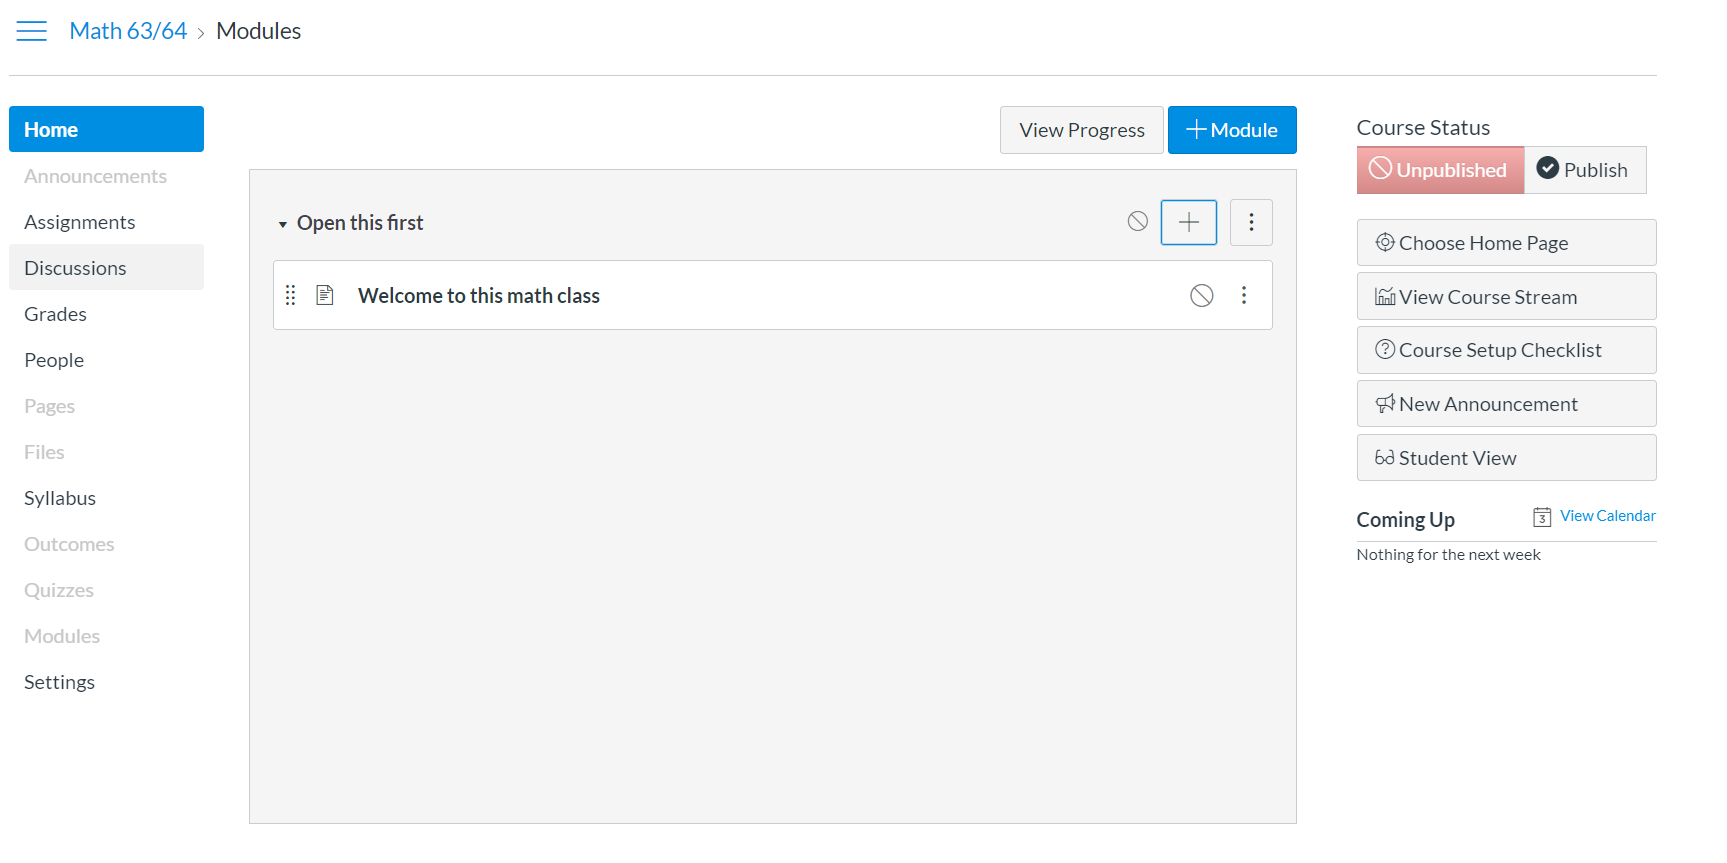 Math 63/64 › Modules
Home
Announcements
Assignments
Discussions
Grades
People
Pages
Files
Syllabus
Outcomes
Quizzes
Modules
Settings
View Progress
+ Module
Open this first
Welcome to this math class
Course Status
Unpublished
Publish
Choose Home Page
View Course Stream
Course Setup Checklist
New Announcement
Student View
Coming Up
3 View Calendar
Nothing for the next week